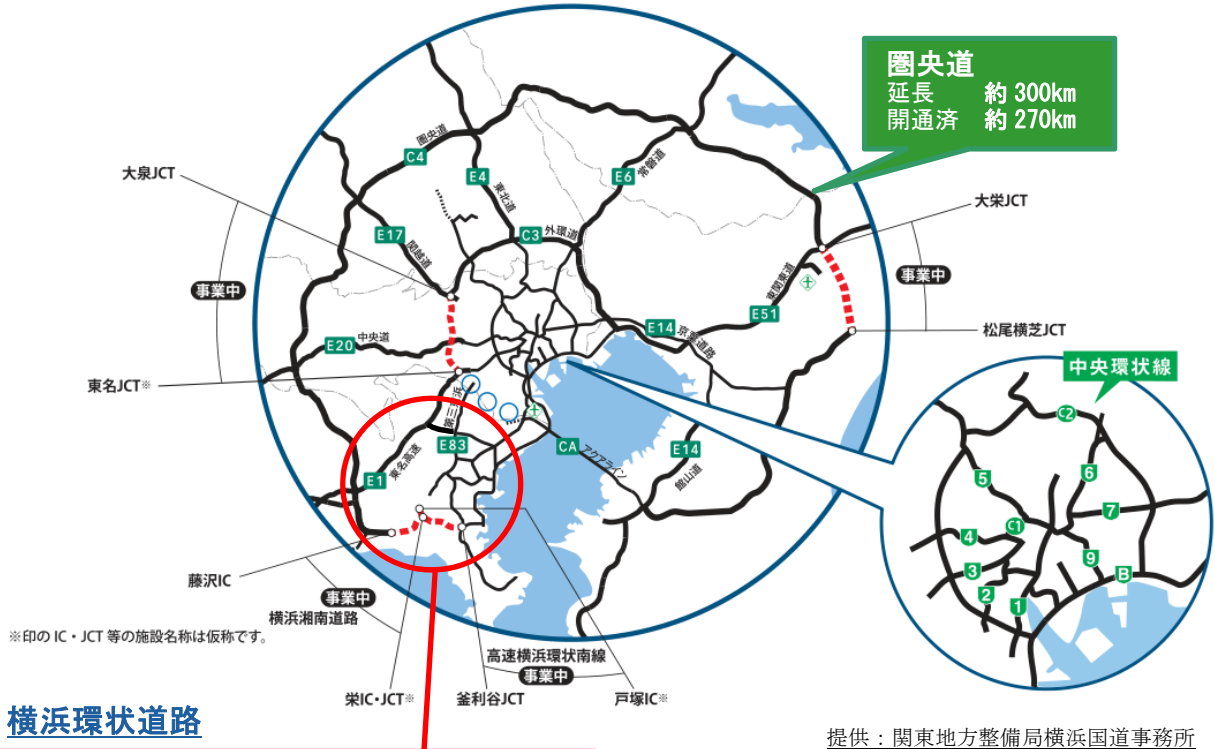 圏央道
延長 約300km
開通済 約270km
圏央道
C4
E4
東北道
E6
常磐道
大泉JCT
大栄JCT
E17
関越道
C3
外環道
事業中
事業中
東関東道
E51
E14
京葉道路
E20
中央道
松尾横芝JCT
東名JCT※
中央環状線
第三京浜
E83
CA
アクアライン
E14
館山道
東名高速
E1
C2
6
5
7
C1
4
9
3
B
2
1
藤沢IC
事業中
横浜湘南道路
※印のIC・JCT等の施設名称は仮称です。
高速横浜環状南線
事業中
栄IC・JCT※
釜利谷JCT
戸塚IC※
横浜環状道路
提供：関東地方整備局横浜国道事務所